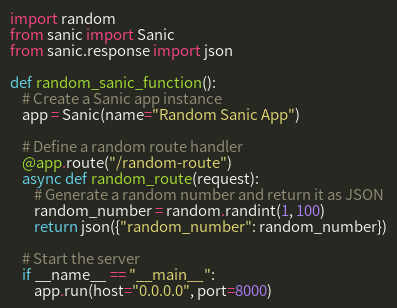 import random
from sanic import Sanic
from sanic.response import json

def random_sanic_function():
    # Create a Sanic app instance
    app = Sanic(name="Random Sanic App")

    # Define a random route handler
    @app.route("/random-route")
    async def random_route(request):
        # Generate a random number and return it as JSON
        random_number = random.randint(1, 100)
        return json({"random_number": random_number})

    # Start the server
    if __name__ == "__main__":
        app.run(host="0.0.0.0", port=8000)